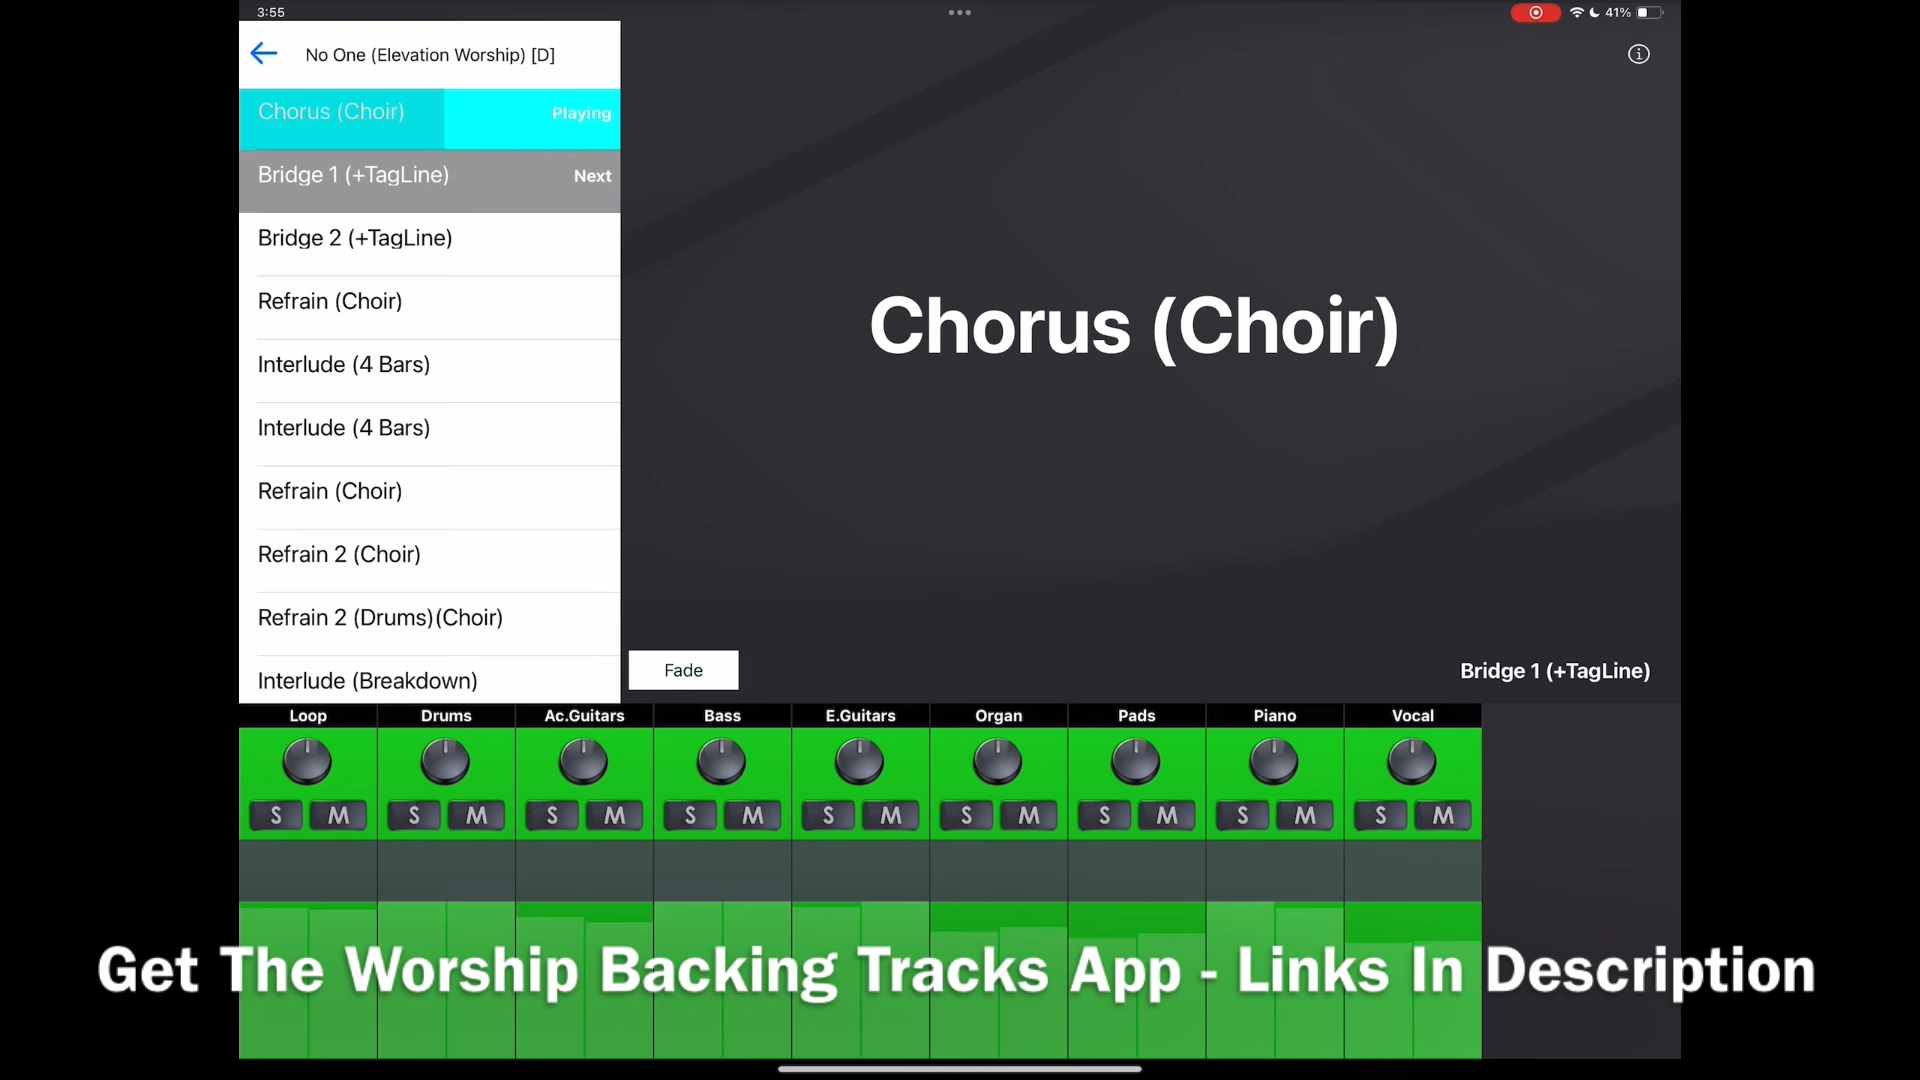 3:55
41%
No One (Elevation Worship) [D]
Chorus (Choir) Playing
Bridge 1 (+TagLine) Next
Bridge 2 (+TagLine)
Refrain (Choir)
Interlude (4 Bars)
Interlude (4 Bars)
Refrain (Choir)
Refrain 2 (Choir)
Refrain 2 (Drums)(Choir)
Interlude (Breakdown)
Chorus (Choir)
Fade
Bridge 1 (+TagLine)
Loop Drums Ac.Guitars Bass E.Guitars Organ Pads Piano Vocal
S M S M S M S M S M S M S M S M S M
Get The Worship Backing Tracks App - Links In Description